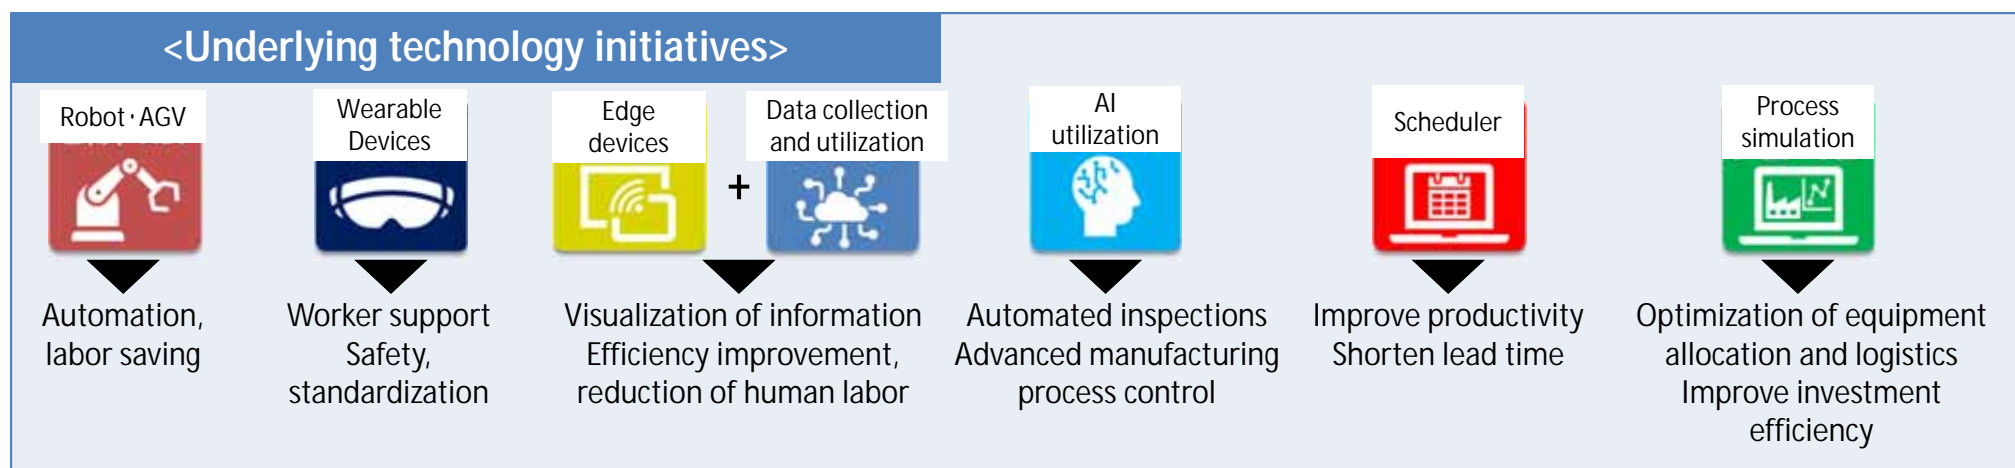 <Underlying technology initiatives>
Robot・AGV
Wearable
Devices
Edge
devices
+
Data collection
and utilization
AI
utilization
Scheduler
Process
simulation
Automation,
labor saving
Worker support
Safety,
standardization
Visualization of information
Efficiency improvement,
reduction of human labor
Automated inspections
Advanced manufacturing
process control
Improve productivity
Shorten lead time
Optimization of equipment
allocation and logistics
Improve investment
efficiency